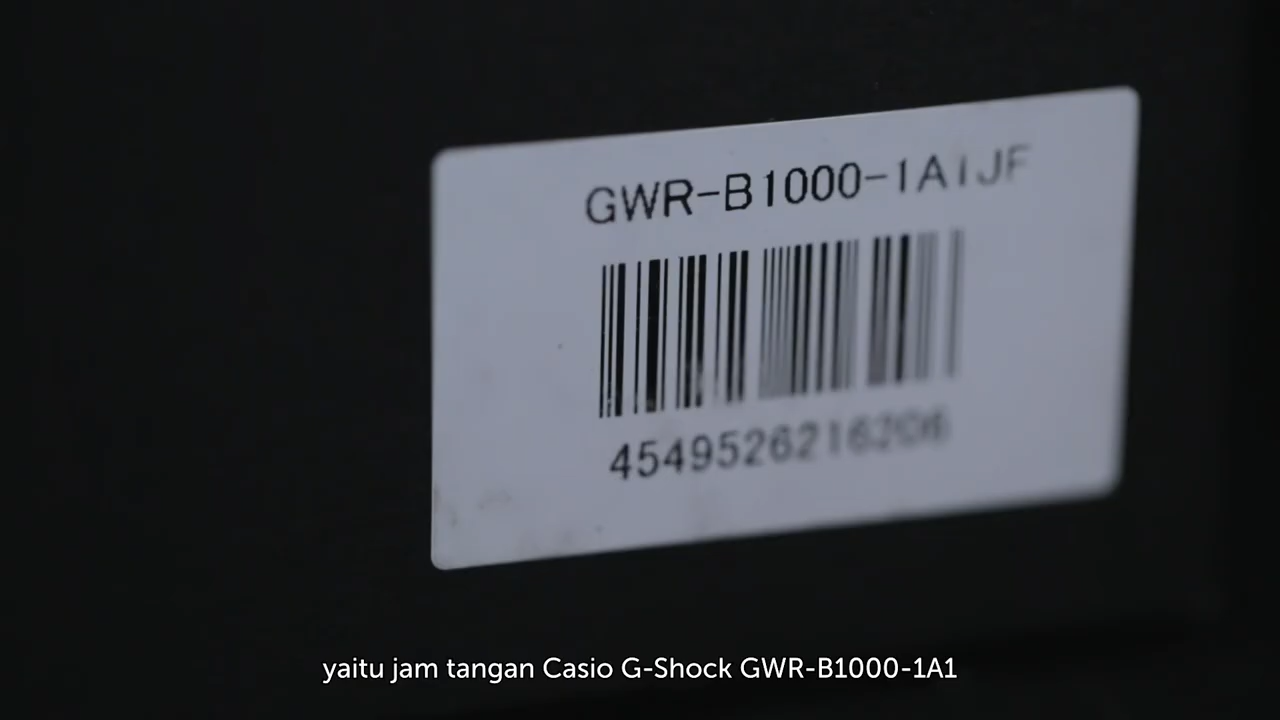 GWR-B1000-1A1JF
4549526216206
yaitu jam tangan Casio G-Shock GWR-B1000-1A1